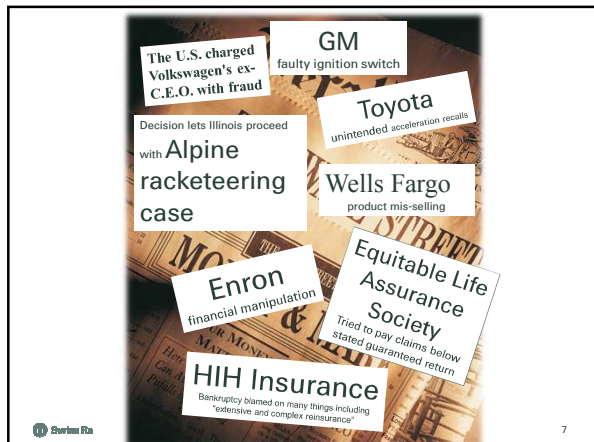 The U.S. charged
Volkswagen's ex-
C.E.O. with fraud
GM
faulty ignition switch
Toyota
unintended acceleration recalls
Decision lets Illinois proceed
with Alpine
racketeering
case
Wells Fargo
product mis-selling
STREET
Equitable Life
Assurance
Society
Tried to pay claims below
stated guaranteed return
Enron
financial manipulation
HIH Insurance
Bankruptcy blamed on many things including
"extensive and complex reinsurance"
Swiss Re
7